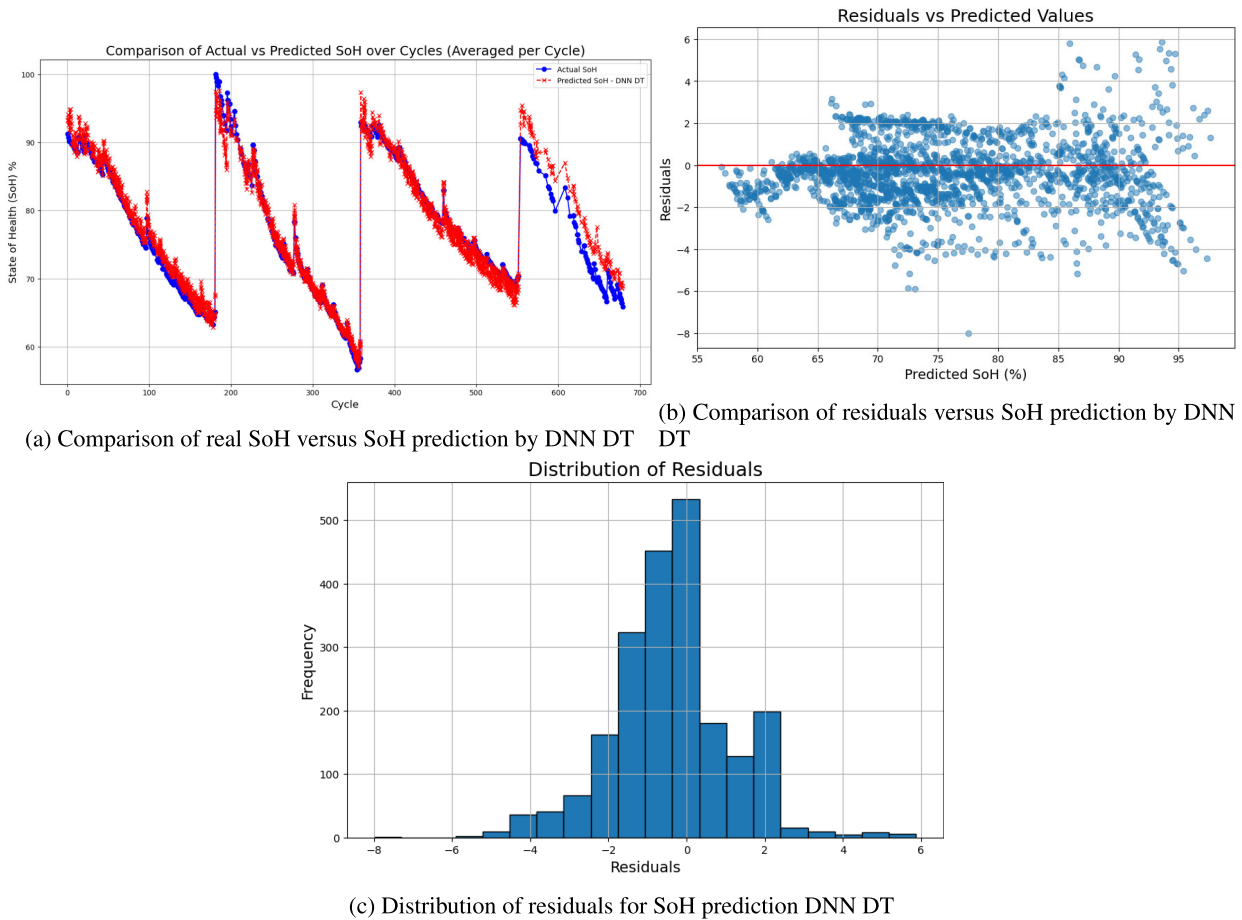 Comparison of Actual vs Predicted SoH over Cycles (Averaged per Cycle)
Actual SoH
Predicted SoH - DNN DT
State of Health (SoH) %
100
90
80
70
60
0 100 200 300 400 500 600 700
Cycle
(a) Comparison of real SoH versus SoH prediction by DNN DT
Residuals vs Predicted Values
Residuals
6
4
2
0
−2
−4
−6
−8
55 60 65 70 75 80 85 90 95
Predicted SoH (%)
(b) Comparison of residuals versus SoH prediction by DNN
DT
Distribution of Residuals
Frequency
500
400
300
200
100
0
−8 −6 −4 −2 0 2 4 6
Residuals
(c) Distribution of residuals for SoH prediction DNN DT